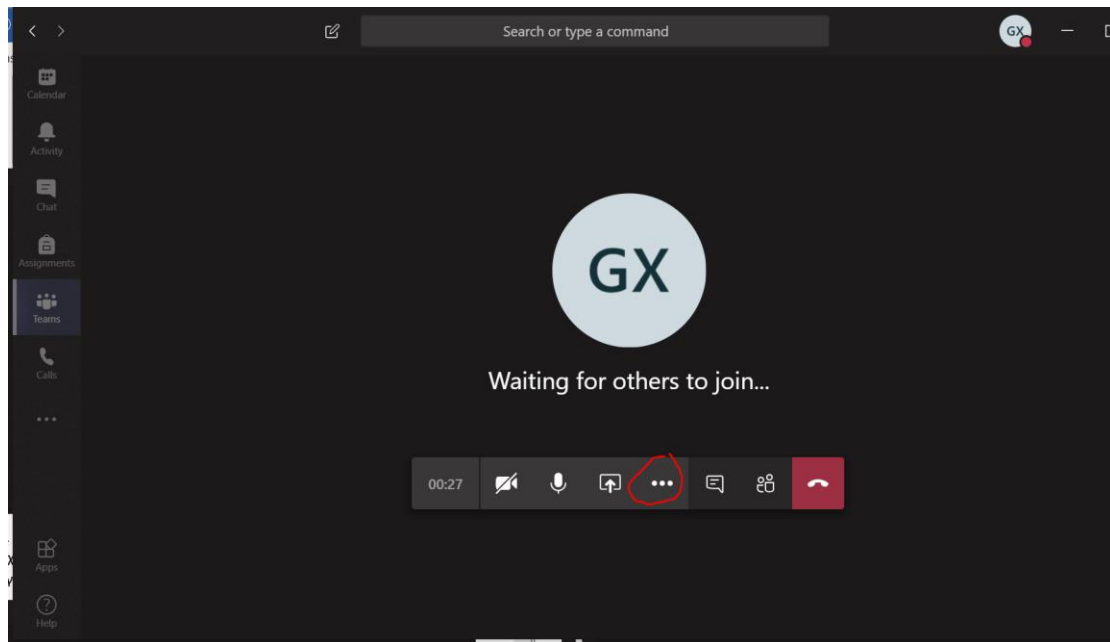 Search or type a command
GX
Calendar
Activity
Chat
Assignments
Teams
Calls
GX
Waiting for others to join...
00:27
Apps
Help